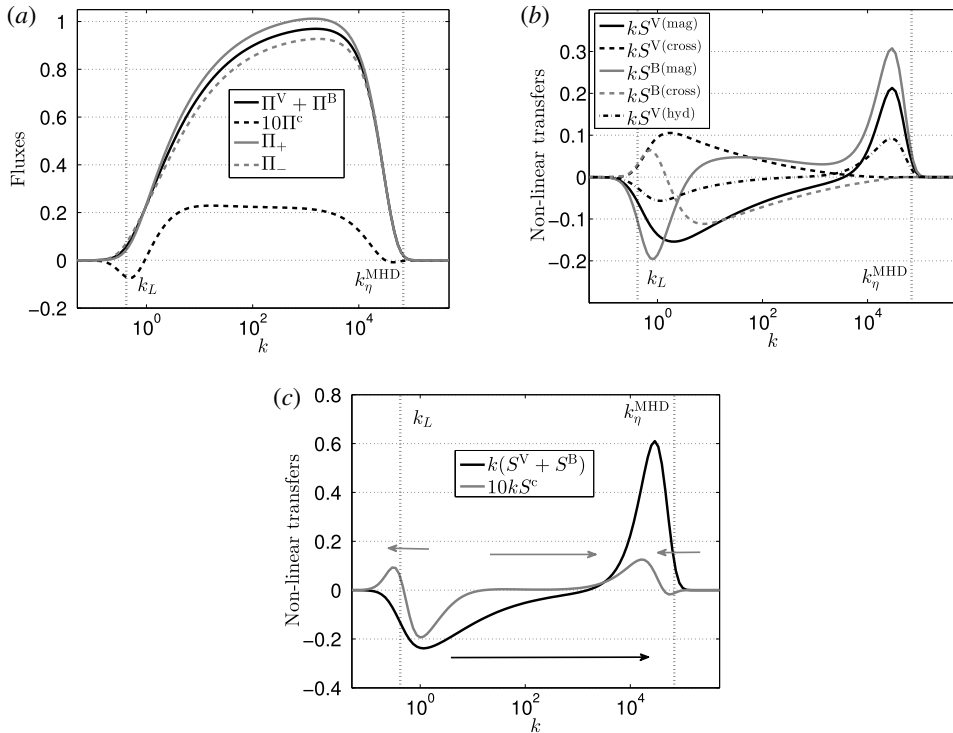 (a)
1
0.8
0.6
0.4
0.2
0
−0.2
Fluxes
Π^V + Π^B
10Π^c
Π_+
Π_−
k_L
k_η^MHD
10^0
10^2
10^4
k
(b)
0.3
0.2
0.1
0
−0.1
−0.2
Non-linear transfers
kS^V(mag)
kS^V(cross)
kS^B(mag)
kS^B(cross)
kS^V(hyd)
k_L
k_η^MHD
10^0
10^2
10^4
k
(c)
0.8
0.6
0.4
0.2
0
−0.2
−0.4
Non-linear transfers
k_L
k_η^MHD
k(S^V + S^B)
10kS^c
10^0
10^2
10^4
k